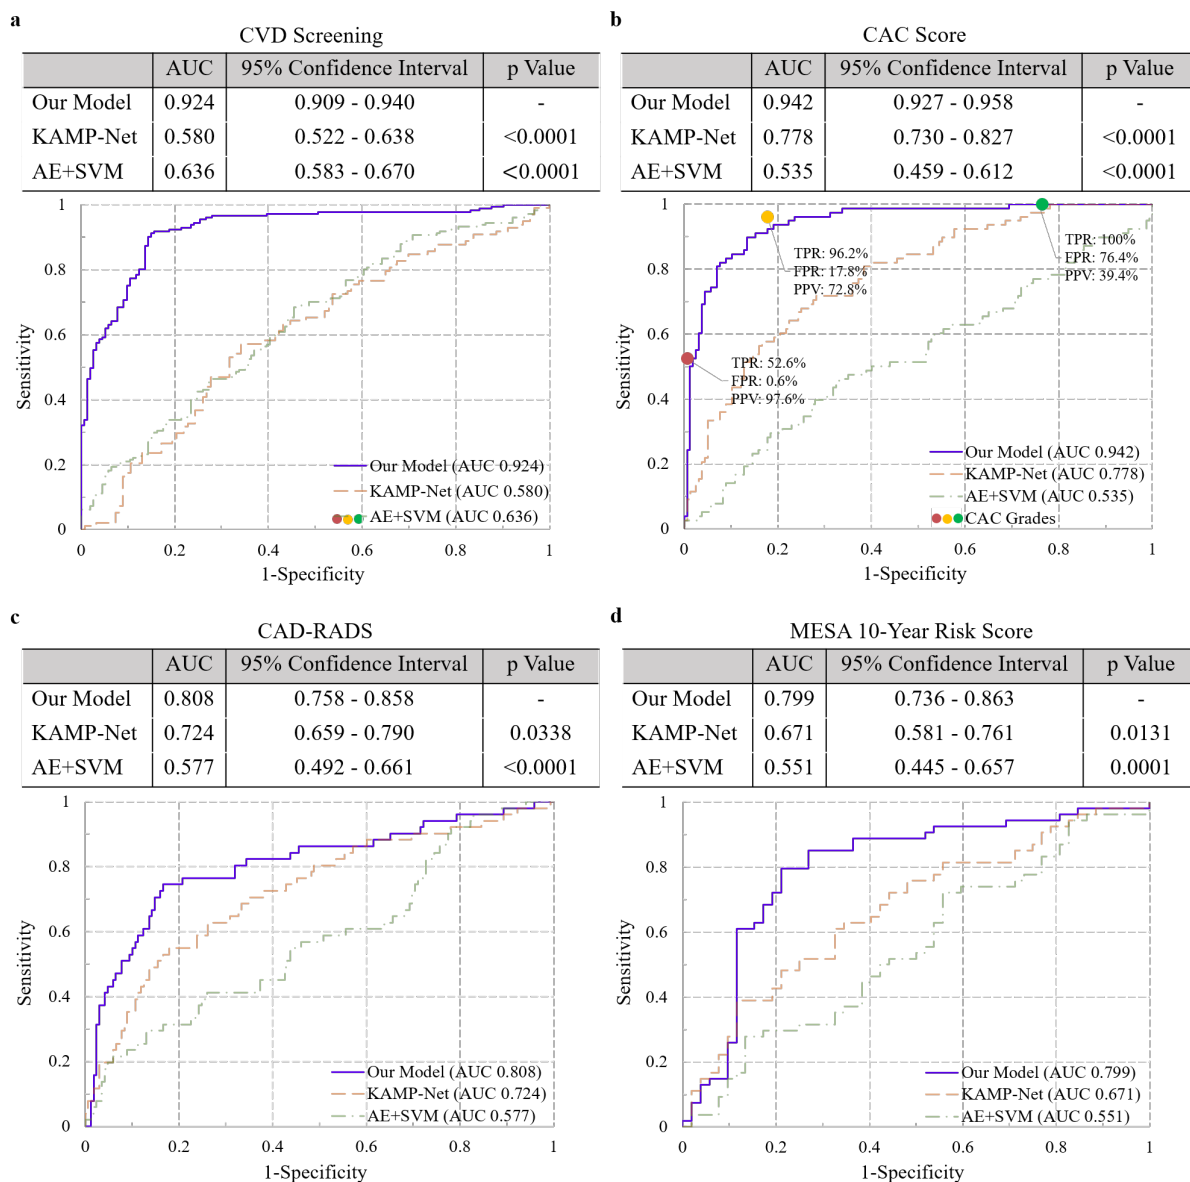 a
CVD Screening
AUC 95% Confidence Interval p Value
Our Model 0.924 0.909 - 0.940 -
KAMP-Net 0.580 0.522 - 0.638 <0.0001
AE+SVM 0.636 0.583 - 0.670 <0.0001
1
0.8
0.6
0.4
0.2
0
Sensitivity
Our Model (AUC 0.924)
KAMP-Net (AUC 0.580)
AE+SVM (AUC 0.636)
0 0.2 0.4 0.6 0.8 1
1-Specificity
b
CAC Score
AUC 95% Confidence Interval p Value
Our Model 0.942 0.927 - 0.958 -
KAMP-Net 0.778 0.730 - 0.827 <0.0001
AE+SVM 0.535 0.459 - 0.612 <0.0001
1
0.8
0.6
0.4
0.2
0
Sensitivity
TPR: 96.2%
FPR: 17.8%
PPV: 72.8%
TPR: 100%
FPR: 76.4%
PPV: 39.4%
TPR: 52.6%
FPR: 0.6%
PPV: 97.6%
Our Model (AUC 0.942)
KAMP-Net (AUC 0.778)
AE+SVM (AUC 0.535)
CAC Grades
0 0.2 0.4 0.6 0.8 1
1-Specificity
c
CAD-RADS
AUC 95% Confidence Interval p Value
Our Model 0.808 0.758 - 0.858 -
KAMP-Net 0.724 0.659 - 0.790 0.0338
AE+SVM 0.577 0.492 - 0.661 <0.0001
1
0.8
0.6
0.4
0.2
0
Sensitivity
Our Model (AUC 0.808)
KAMP-Net (AUC 0.724)
AE+SVM (AUC 0.577)
0 0.2 0.4 0.6 0.8 1
1-Specificity
d
MESA 10-Year Risk Score
AUC 95% Confidence Interval p Value
Our Model 0.799 0.736 - 0.863 -
KAMP-Net 0.671 0.581 - 0.761 0.0131
AE+SVM 0.551 0.445 - 0.657 0.0001
1
0.8
0.6
0.4
0.2
0
Sensitivity
Our Model (AUC 0.799)
KAMP-Net (AUC 0.671)
AE+SVM (AUC 0.551)
0 0.2 0.4 0.6 0.8 1
1-Specificity